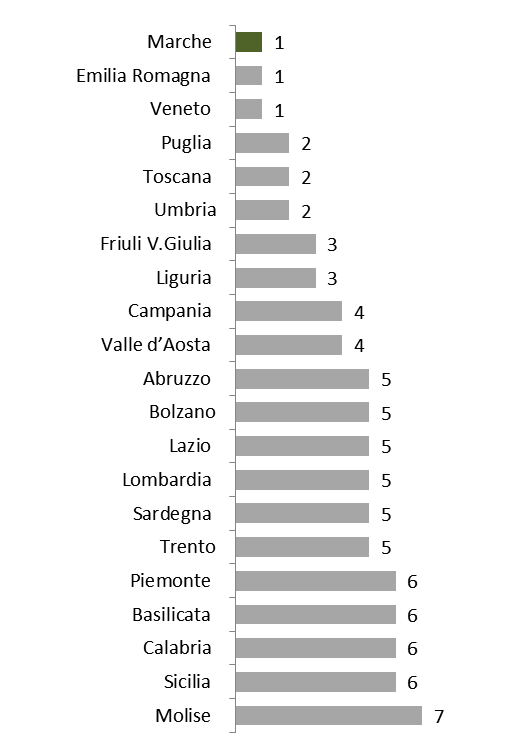 Marche 1
Emilia Romagna 1
Veneto 1
Puglia 2
Toscana 2
Umbria 2
Friuli V.Giulia 3
Liguria 3
Campania 4
Valle d’Aosta 4
Abruzzo 5
Bolzano 5
Lazio 5
Lombardia 5
Sardegna 5
Trento 5
Piemonte 6
Basilicata 6
Calabria 6
Sicilia 6
Molise 7